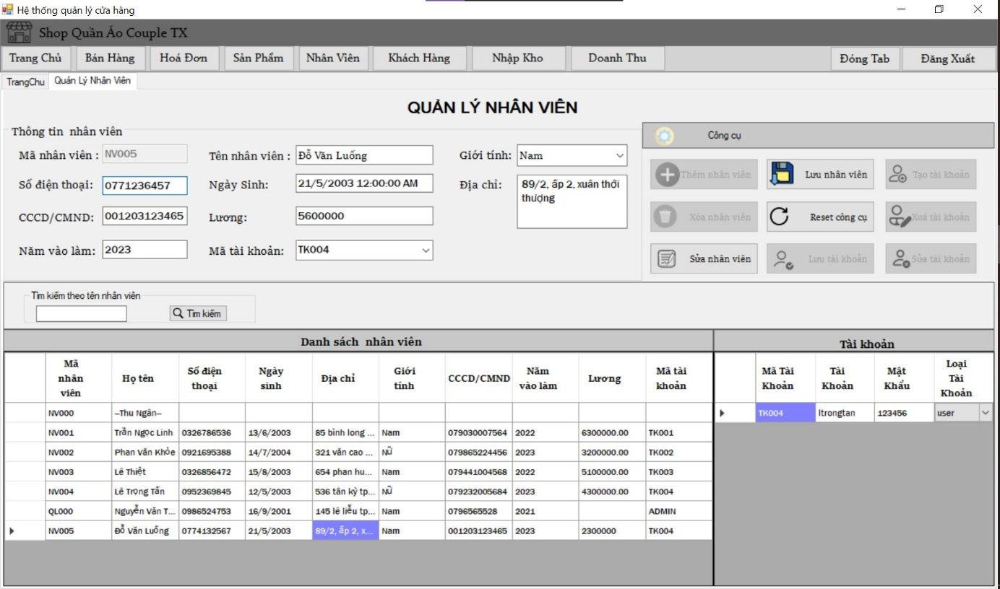 Hệ thống quản lý cửa hàng
Shop Quần Áo Couple TX
Trang Chủ Bán Hàng Hoá Đơn Sản Phẩm Nhân Viên Khách Hàng Nhập Kho Doanh Thu Đóng Tab Đăng Xuất
TrangChu Quản Lý Nhân Viên
QUẢN LÝ NHÂN VIÊN
Thông tin nhân viên
Mã nhân viên : NV005 Tên nhân viên : Đỗ Văn Luống Giới tính: Nam
Số điện thoại: 0771236457 Ngày Sinh: 21/5/2003 12:00:00 AM Địa chỉ: 89/2, ấp 2, xuân thới
thượng
CCCD/CMND: 001203123465 Lương: 5600000
Năm vào làm: 2023 Mã tài khoản: TK004
Công cụ
Thêm nhân viên Lưu nhân viên Tạo tài khoản
Xóa nhân viên Reset công cụ Xoá tài khoản
Sửa nhân viên Lưu tài khoản Sửa tài khoản
Tìm kiếm theo tên nhân viên
Tìm kiếm
Danh sách nhân viên
Mã nhân viên Họ tên Số điện thoại Ngày sinh Địa chỉ Giới tính CCCD/CMND Năm vào làm Lương Mã tài khoản
NV000 --Thu Ngân--
NV001 Trần Ngọc Linh 0326786536 13/6/2003 85 bình long ... Nam 079030007564 2022 6300000.00 TK001
NV002 Phan Văn Khỏe 0921695388 14/7/2004 321 văn cao ... Nữ 079865224456 2023 3200000.00 TK002
NV003 Lê Thiệt 0326856472 15/8/2003 654 phan hu... Nam 079441004568 2022 5100000.00 TK003
NV004 Lê Trọng Tấn 0952369845 12/5/2003 536 tân kỳ tp... Nữ 079232005684 2023 4300000.00 TK004
QL000 Nguyễn Văn T... 0986524753 16/9/2001 145 lê liễu tp... Nam 0796565528 2021 ADMIN
NV005 Đỗ Văn Luống 0774132567 21/5/2003 89/2, ấp 2, x... Nam 001203123465 2023 2300000 TK004
Tài khoản
Mã Tài Khoản Tài Khoản Mật Khẩu Loại Tài Khoản
TK004 ltrongtan 123456 user